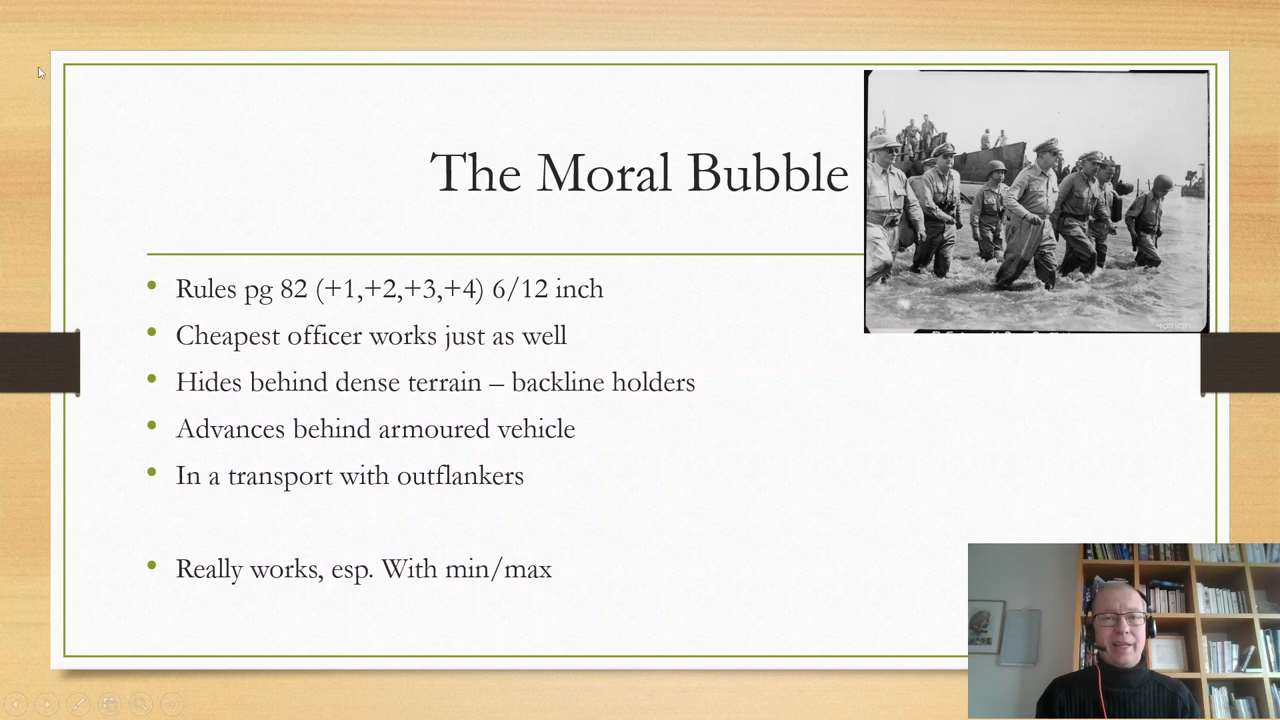 The Moral Bubble
Rules pg 82 (+1,+2,+3,+4) 6/12 inch
Cheapest officer works just as well
Hides behind dense terrain – backline holders
Advances behind armoured vehicle
In a transport with outflankers
Really works, esp. With min/max